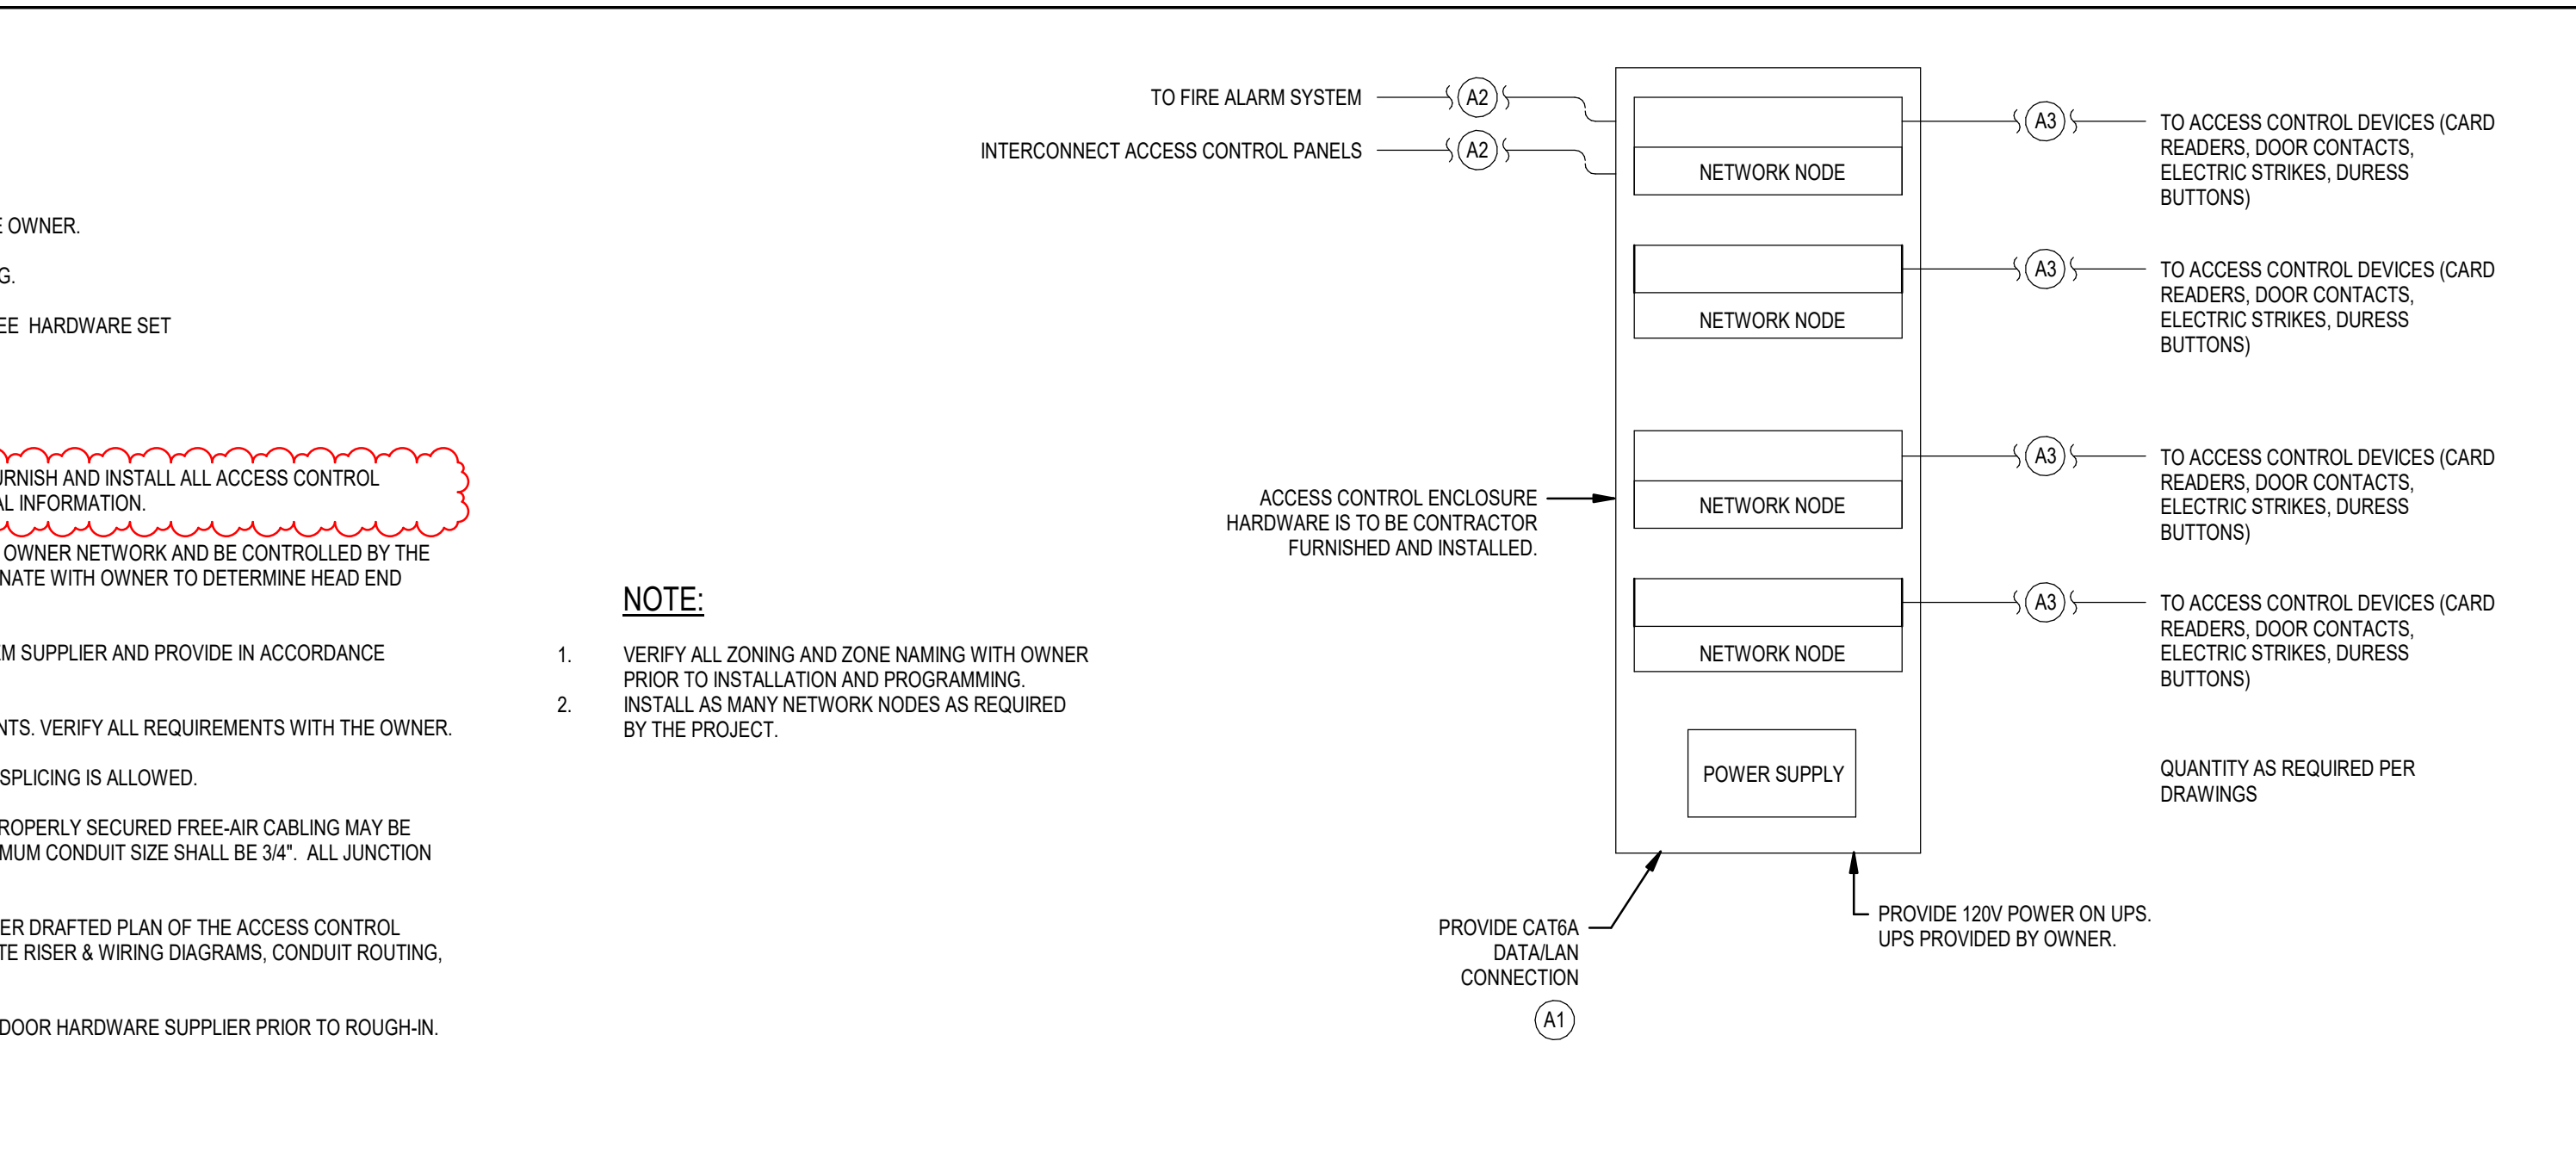 E OWNER.
G.
EE HARDWARE SET
URNISH AND INSTALL ALL ACCESS CONTROL
AL INFORMATION.
OWNER NETWORK AND BE CONTROLLED BY THE
NATE WITH OWNER TO DETERMINE HEAD END
EM SUPPLIER AND PROVIDE IN ACCORDANCE
NTS. VERIFY ALL REQUIREMENTS WITH THE OWNER.
SPLICING IS ALLOWED.
ROPERLY SECURED FREE-AIR CABLING MAY BE
MUM CONDUIT SIZE SHALL BE 3/4". ALL JUNCTION
ER DRAFTED PLAN OF THE ACCESS CONTROL
TE RISER & WIRING DIAGRAMS, CONDUIT ROUTING,
DOOR HARDWARE SUPPLIER PRIOR TO ROUGH-IN.
NOTE:
1. VERIFY ALL ZONING AND ZONE NAMING WITH OWNER
PRIOR TO INSTALLATION AND PROGRAMMING.
2. INSTALL AS MANY NETWORK NODES AS REQUIRED
BY THE PROJECT.
TO FIRE ALARM SYSTEM A2
INTERCONNECT ACCESS CONTROL PANELS A2
ACCESS CONTROL ENCLOSURE
HARDWARE IS TO BE CONTRACTOR
FURNISHED AND INSTALLED.
NETWORK NODE
NETWORK NODE
NETWORK NODE
NETWORK NODE
POWER SUPPLY
PROVIDE CAT6A
DATA/LAN
CONNECTION
A1
PROVIDE 120V POWER ON UPS.
UPS PROVIDED BY OWNER.
A3 TO ACCESS CONTROL DEVICES (CARD
READERS, DOOR CONTACTS,
ELECTRIC STRIKES, DURESS
BUTTONS)
A3 TO ACCESS CONTROL DEVICES (CARD
READERS, DOOR CONTACTS,
ELECTRIC STRIKES, DURESS
BUTTONS)
A3 TO ACCESS CONTROL DEVICES (CARD
READERS, DOOR CONTACTS,
ELECTRIC STRIKES, DURESS
BUTTONS)
A3 TO ACCESS CONTROL DEVICES (CARD
READERS, DOOR CONTACTS,
ELECTRIC STRIKES, DURESS
BUTTONS)
QUANTITY AS REQUIRED PER
DRAWINGS